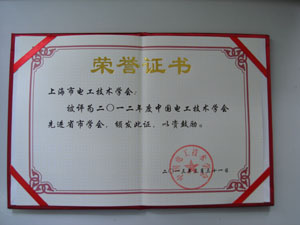 荣誉证书
上海市电工技术学会:
被评为二〇一二年度中国电工技术学会
先进省市学会,颁发此证,以资鼓励。